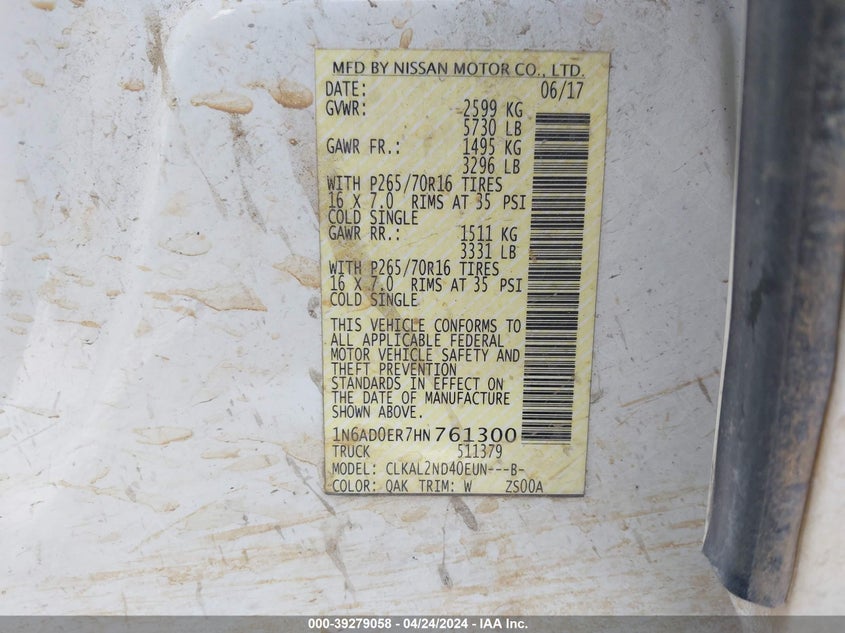 MFD BY NISSAN MOTOR CO., LTD.
DATE: 06/17
GVWR: 2599 KG
5730 LB
GAWR FR.: 1495 KG
3296 LB
WITH P265/70R16 TIRES
16 X 7.0 RIMS AT 35 PSI
COLD SINGLE
GAWR RR.: 1511 KG
3331 LB
WITH P265/70R16 TIRES
16 X 7.0 RIMS AT 35 PSI
COLD SINGLE
THIS VEHICLE CONFORMS TO
ALL APPLICABLE FEDERAL
MOTOR VEHICLE SAFETY AND
THEFT PREVENTION
STANDARDS IN EFFECT ON
THE DATE OF MANUFACTURE
SHOWN ABOVE.
1N6AD0ER7HN761300
TRUCK 511379
MODEL: CLKAL2ND40EUN---B-
COLOR: QAK TRIM: W ZS00A
000-39279058 - 04/24/2024 - IAA Inc.